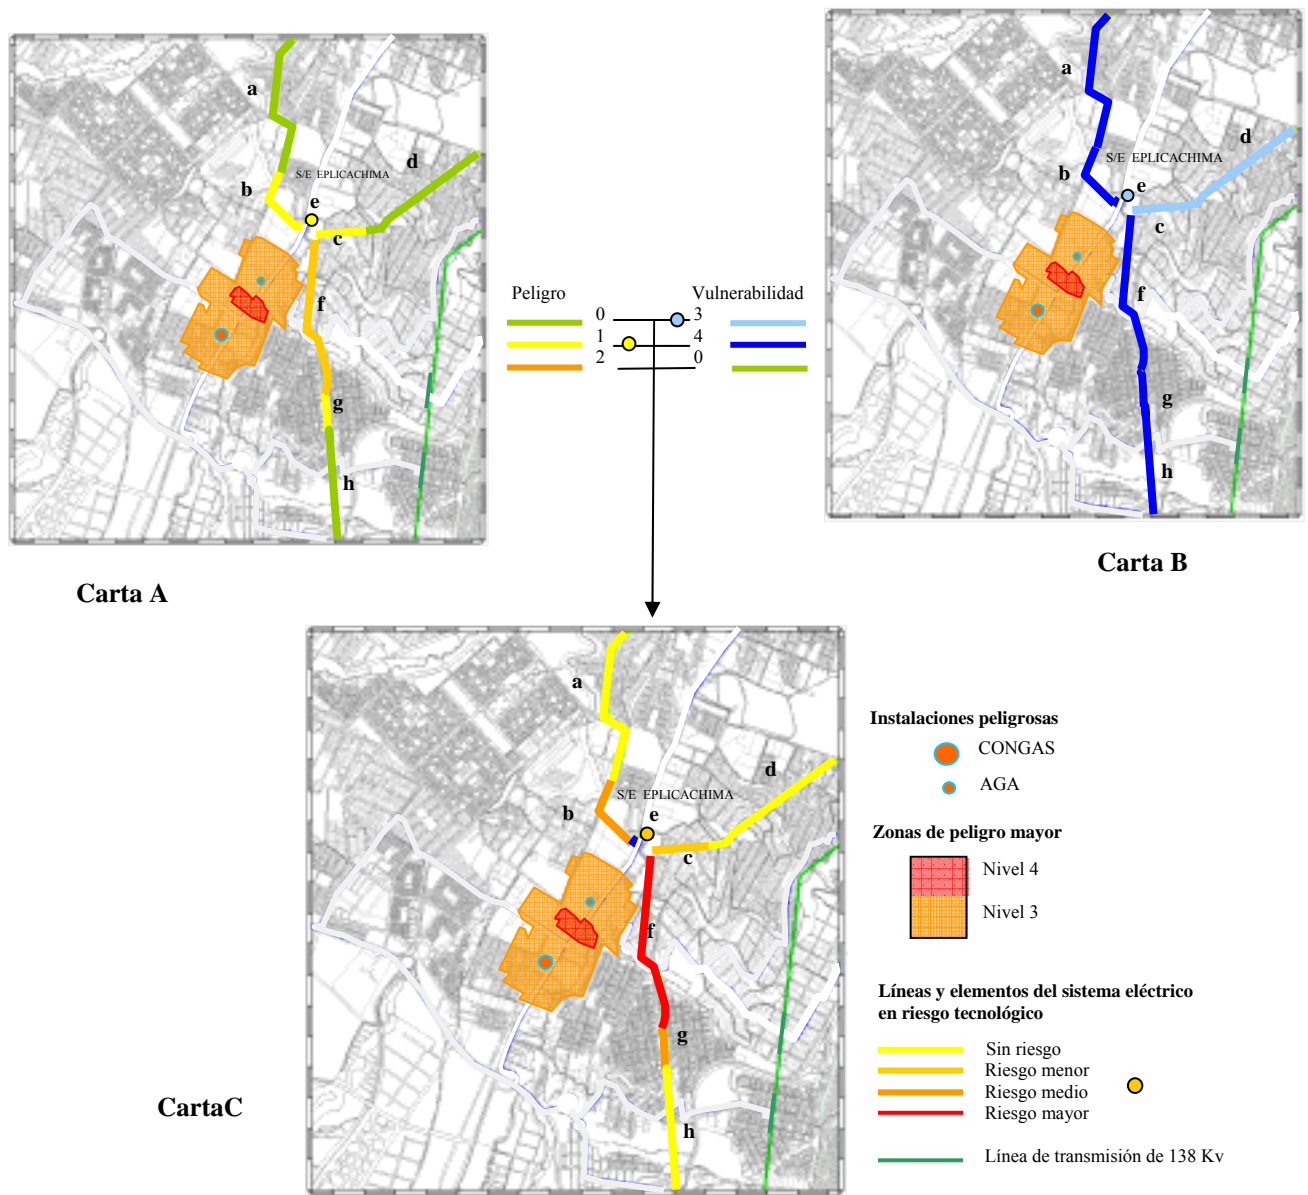 a
b
S/E EPLICACHIMA
d
e
c
f
g
h
Carta A
Peligro
0
1
2
Vulnerabilidad
3
4
0
a
b
S/E EPLICACHIMA
d
e
c
f
g
h
Carta B
a
b
S/E EPLICACHIMA
d
e
c
f
g
h
CartaC
Instalaciones peligrosas
CONGAS
AGA
Zonas de peligro mayor
Nivel 4
Nivel 3
Líneas y elementos del sistema eléctrico
en riesgo tecnológico
Sin riesgo
Riesgo menor
Riesgo medio
Riesgo mayor
Línea de transmisión de 138 Kv